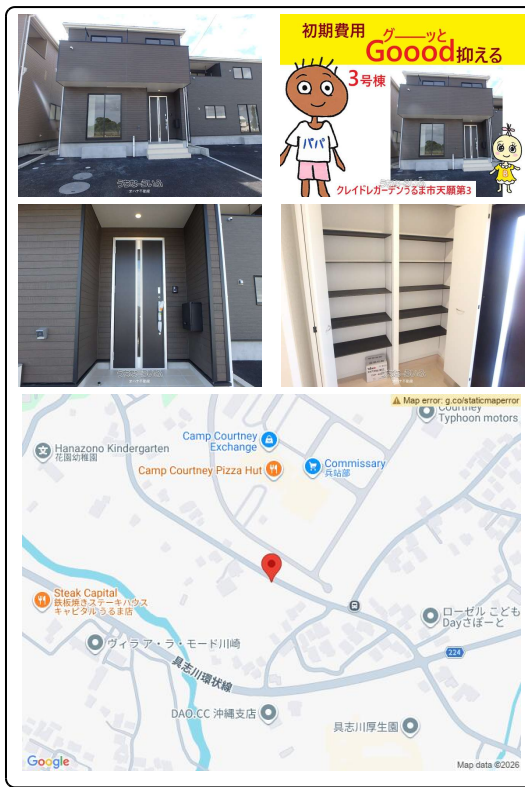 初期費用
グ——ッと
Goood抑える
3号棟
パパ
クレイドルガーデンうるま市天願第3
Map error: g.co/staticmaperror
Courtney
Typhoon motors
Camp Courtney
Exchange
Hanazono Kindergarten
花園幼稚園
Camp Courtney Pizza Hut
Commissary
兵站部
Steak Capital
鉄板焼きステーキハウス
キャピタル うるま店
ローゼル こども
Dayさぽーと
ヴィラ ア・ラ・モード川崎
224
具志川環状線
DAO.CC 沖縄支店
具志川厚生園
Google
Map data ©2026